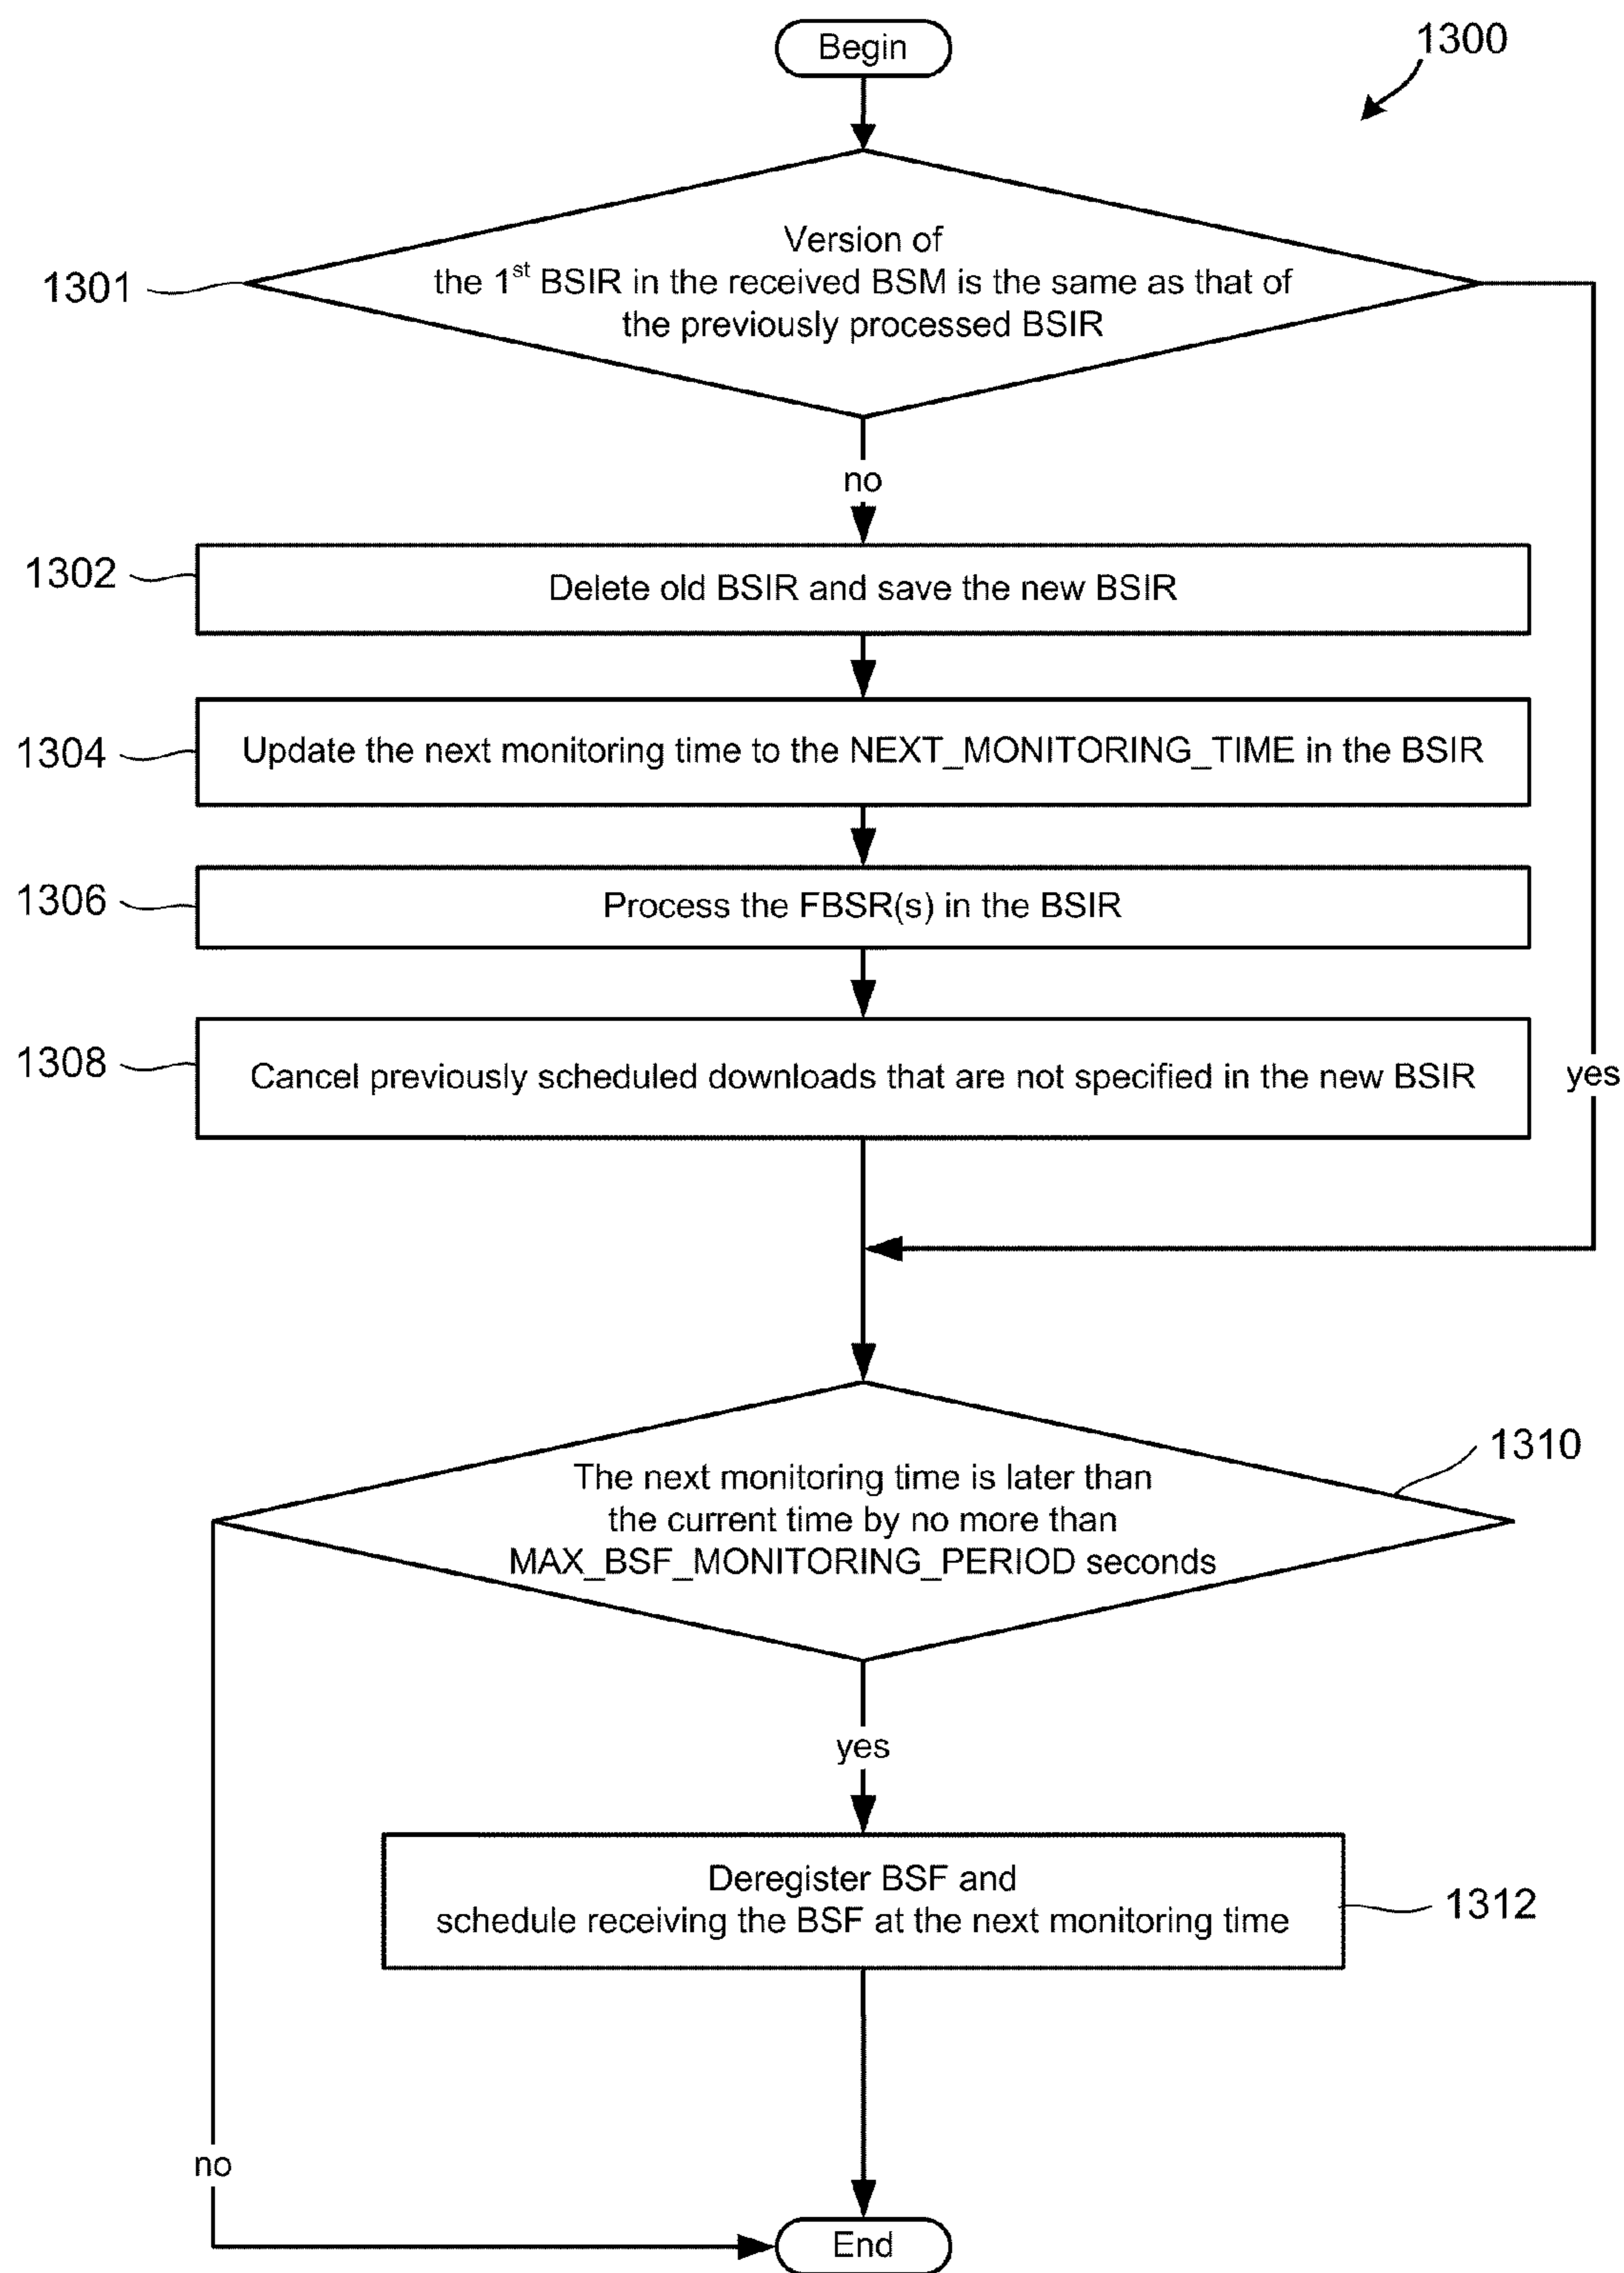 Begin
1300
1301
Version of
the 1st BSIR in the received BSM is the same as that of
the previously processed BSIR
no
1302
Delete old BSIR and save the new BSIR
1304
Update the next monitoring time to the NEXT_MONITORING_TIME in the BSIR
1306
Process the FBSR(s) in the BSIR
1308
Cancel previously scheduled downloads that are not specified in the new BSIR
yes
1310
The next monitoring time is later than
the current time by no more than
MAX_BSF_MONITORING_PERIOD seconds
yes
Deregister BSF and
schedule receiving the BSF at the next monitoring time
1312
no
End